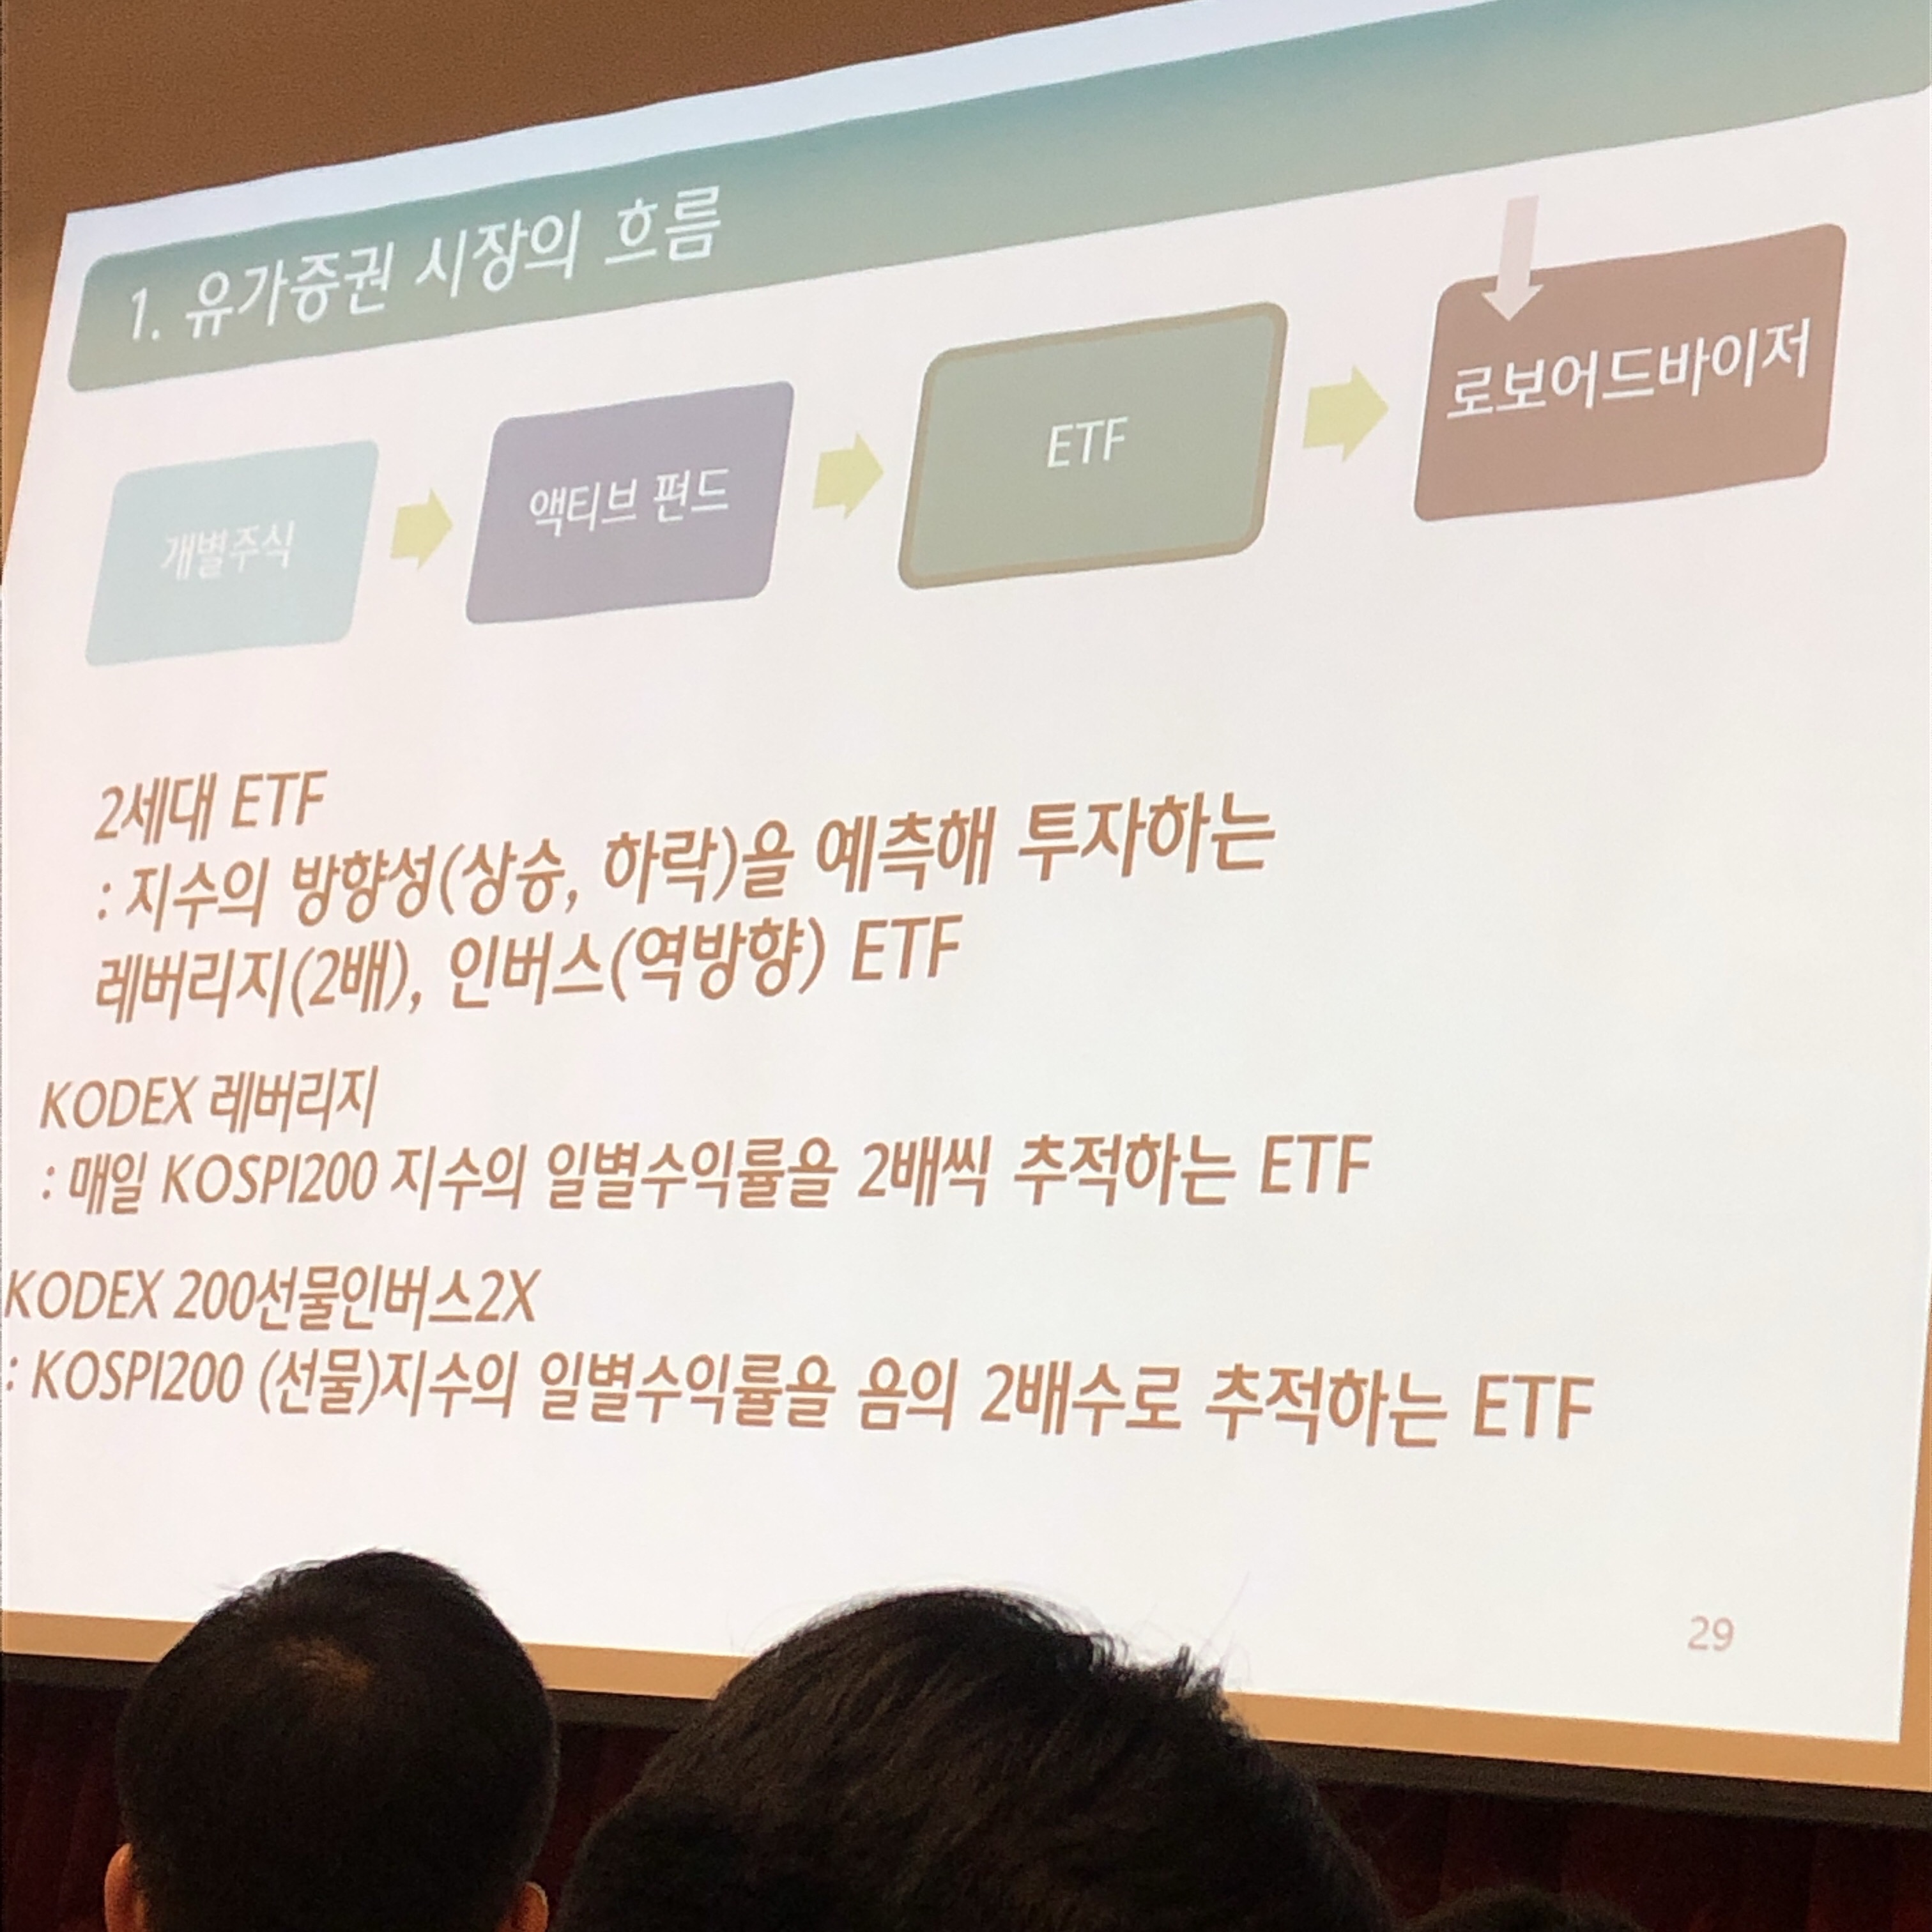 1. 유가증권 시장의 흐름
개별주식
액티브 펀드
ETF
로보어드바이저
2세대 ETF
: 지수의 방향성(상승, 하락)을 예측해 투자하는
레버리지(2배), 인버스(역방향) ETF
KODEX 레버리지
: 매일 KOSPI200 지수의 일별수익률을 2배씩 추적하는 ETF
KODEX 200선물인버스2X
: KOSPI200 (선물)지수의 일별수익률을 음의 2배수로 추적하는 ETF
29